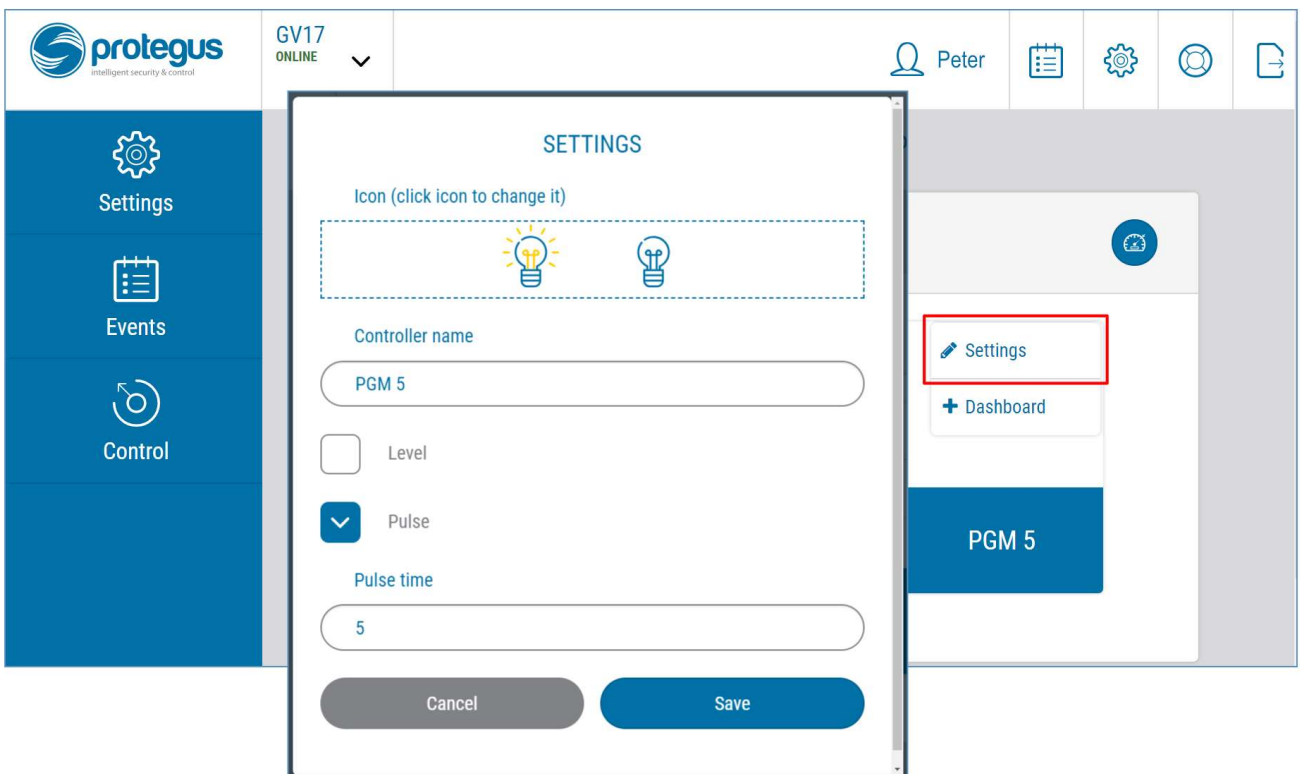 protegus
intelligent security & control
GV17
ONLINE
Peter
Settings
Events
Control
SETTINGS
Icon (click icon to change it)
Controller name
PGM 5
Level
Pulse
Pulse time
5
Cancel
Save
Settings
Dashboard
PGM 5